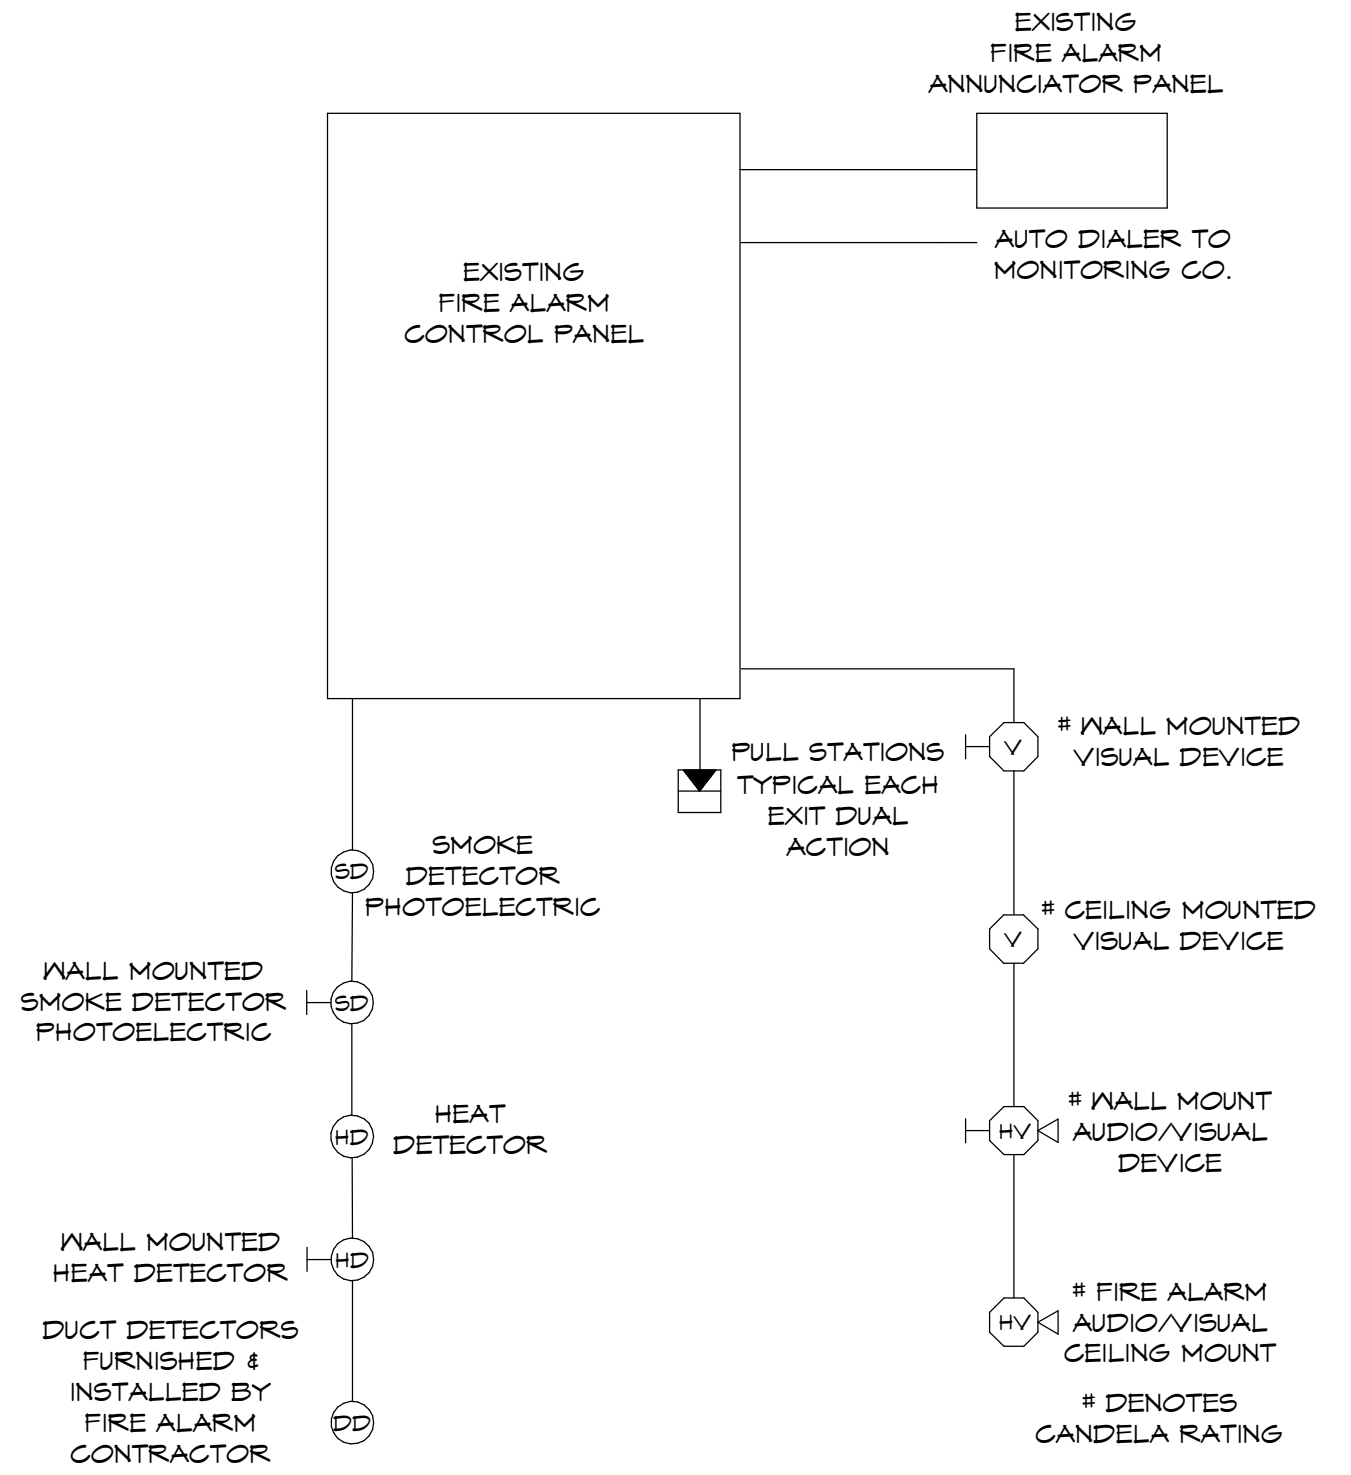 EXISTING
FIRE ALARM
ANNUNCIATOR PANEL
AUTO DIALER TO
MONITORING CO.
EXISTING
FIRE ALARM
CONTROL PANEL
# WALL MOUNTED
VISUAL DEVICE
V
PULL STATIONS
TYPICAL EACH
EXIT DUAL
ACTION
SMOKE
DETECTOR
PHOTOELECTRIC
SD
# CEILING MOUNTED
VISUAL DEVICE
V
WALL MOUNTED
SMOKE DETECTOR
PHOTOELECTRIC
SD
HEAT
DETECTOR
HD
# WALL MOUNT
AUDIO/VISUAL
DEVICE
HV
WALL MOUNTED
HEAT DETECTOR
HD
# FIRE ALARM
AUDIO/VISUAL
CEILING MOUNT
HV
DUCT DETECTORS
FURNISHED &
INSTALLED BY
FIRE ALARM
CONTRACTOR
DD
# DENOTES
CANDELA RATING